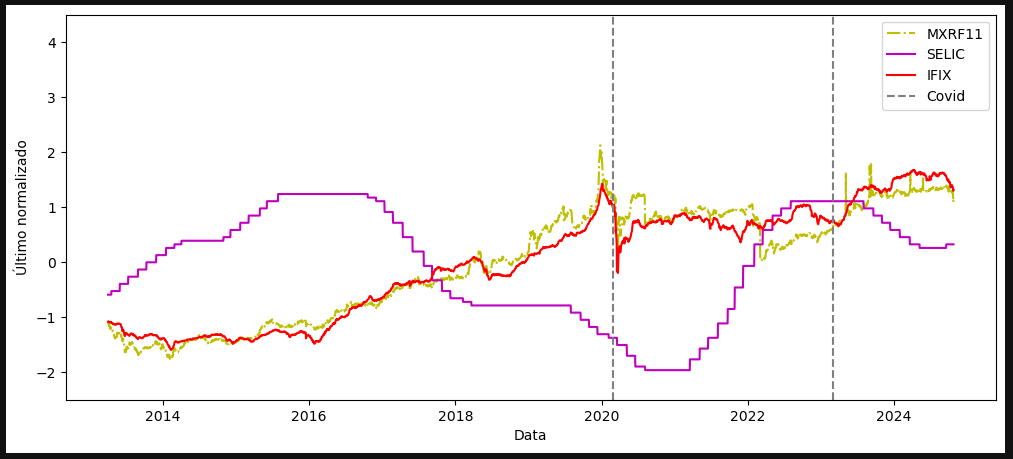 4
3
2
1
0
−1
−2
Último normalizado
2014
2016
2018
2020
2022
2024
Data
MXRF11
SELIC
IFIX
Covid